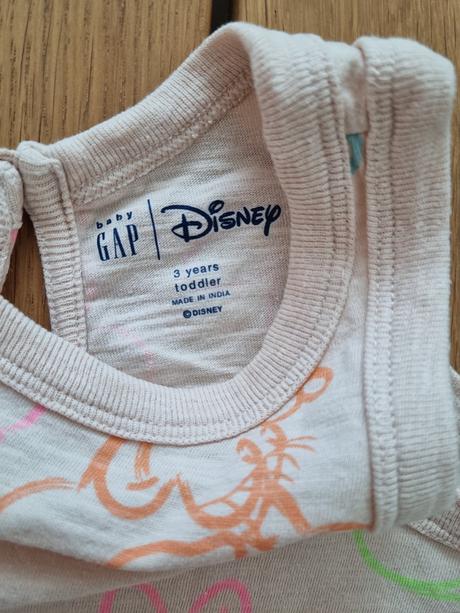 baby
GAP
Disney
3 years
toddler
MADE IN INDIA
©DISNEY